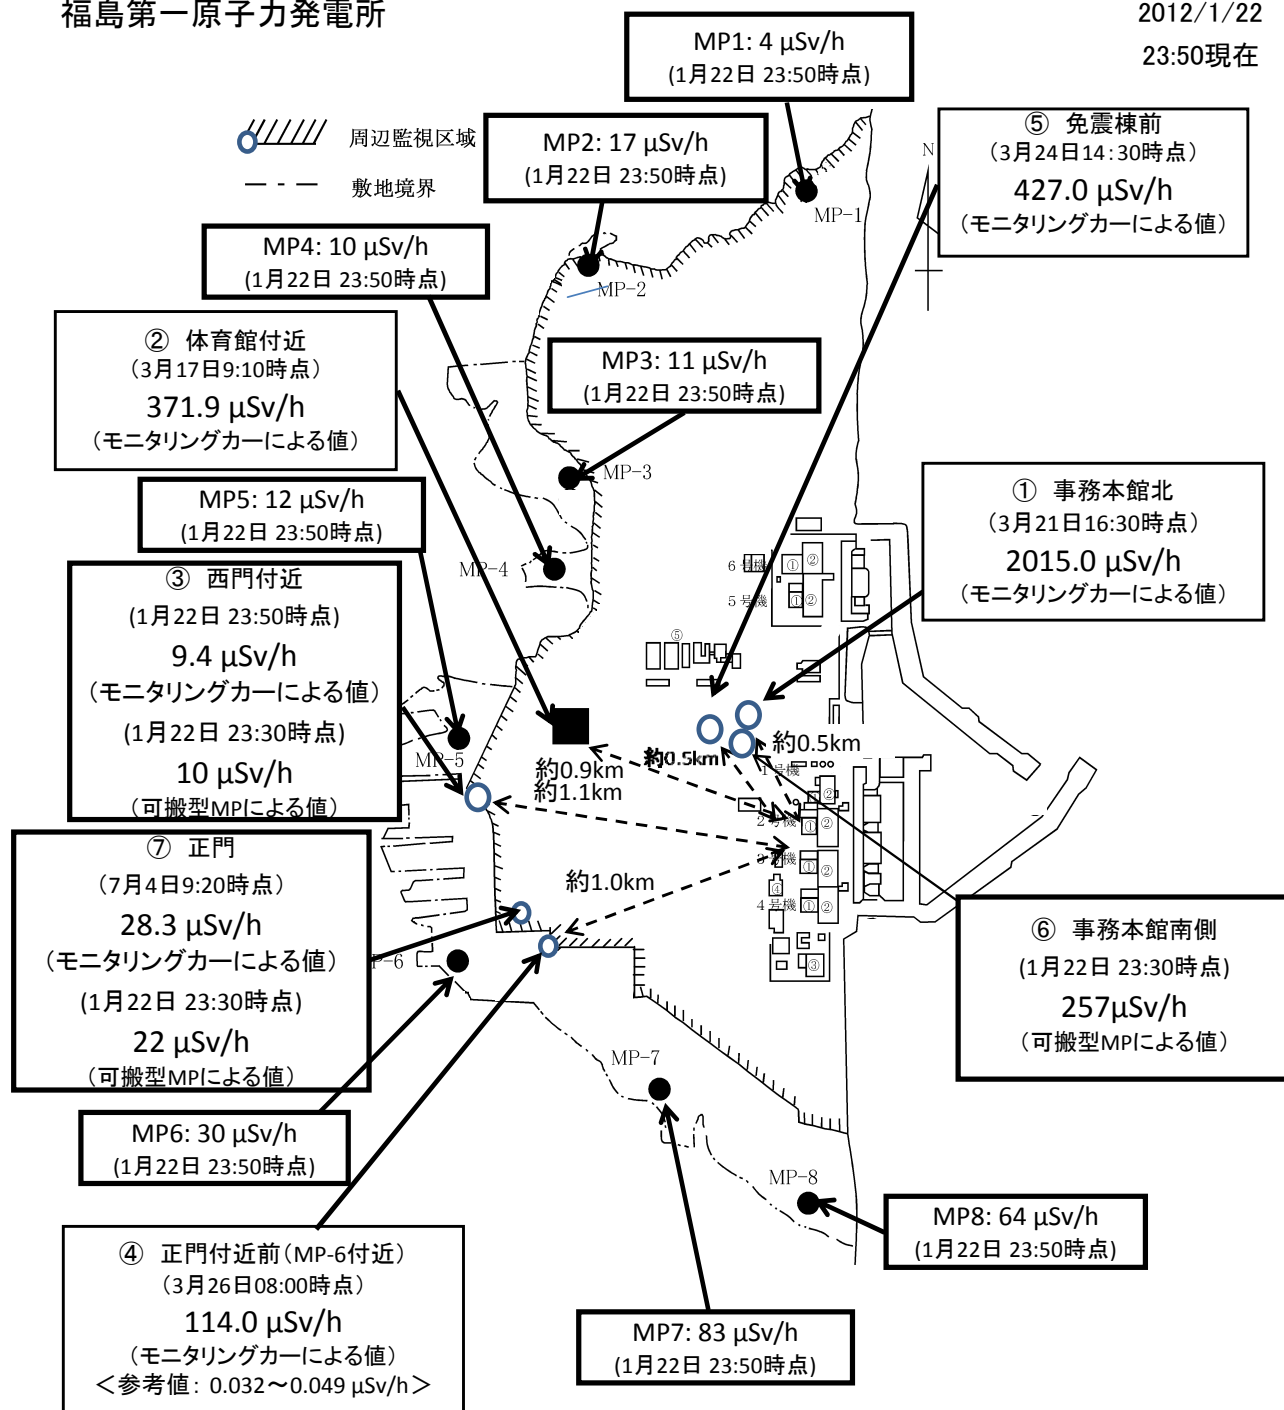 福島第一原子力発電所
2012/1/22
23:50現在
周辺監視区域
敷地境界
N
MP1: 4 μSv/h
(1月22日 23:50時点)
MP2: 17 μSv/h
(1月22日 23:50時点)
⑤ 免震棟前
(3月24日14:30時点)
427.0 μSv/h
(モニタリングカーによる値)
MP-1
MP4: 10 μSv/h
(1月22日 23:50時点)
MP-2
② 体育館付近
(3月17日9:10時点)
371.9 μSv/h
(モニタリングカーによる値)
MP3: 11 μSv/h
(1月22日 23:50時点)
MP-3
MP5: 12 μSv/h
(1月22日 23:50時点)
① 事務本館北
(3月21日16:30時点)
2015.0 μSv/h
(モニタリングカーによる値)
MP-4
6号機
①
②
5号機
①
②
⑤
③ 西門付近
(1月22日 23:50時点)
9.4 μSv/h
(モニタリングカーによる値)
(1月22日 23:30時点)
10 μSv/h
(可搬型MPによる値)
MP-5
約0.9km
約1.1km
約0.5km
約0.5km
1号機
①
②
2号機
①
②
3号機
①
②
④
4号機
①
②
③
約1.0km
⑦ 正門
(7月4日9:20時点)
28.3 μSv/h
(モニタリングカーによる値)
(1月22日 23:30時点)
22 μSv/h
(可搬型MPによる値)
P-6
⑥ 事務本館南側
(1月22日 23:30時点)
257μSv/h
(可搬型MPによる値)
MP-7
MP6: 30 μSv/h
(1月22日 23:50時点)
MP-8
MP8: 64 μSv/h
(1月22日 23:50時点)
④ 正門付近前(MP-6付近)
(3月26日08:00時点)
114.0 μSv/h
(モニタリングカーによる値)
<参考値: 0.032~0.049 μSv/h>
MP7: 83 μSv/h
(1月22日 23:50時点)